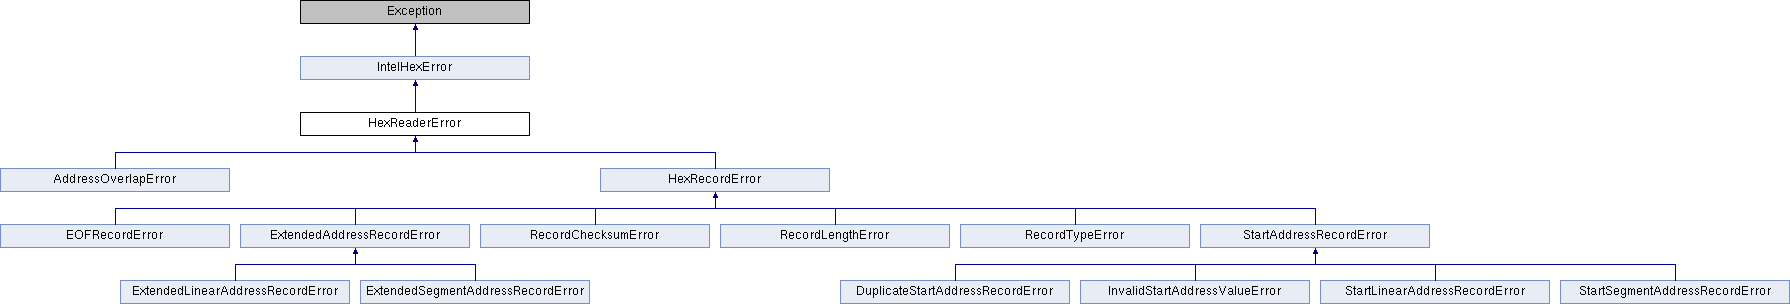 Exception
IntelHexError
HexReaderError
AddressOverlapError
HexRecordError
EOFRecordError
ExtendedAddressRecordError
RecordChecksumError
RecordLengthError
RecordTypeError
StartAddressRecordError
ExtendedLinearAddressRecordError
ExtendedSegmentAddressRecordError
DuplicateStartAddressRecordError
InvalidStartAddressValueError
StartLinearAddressRecordError
StartSegmentAddressRecordError